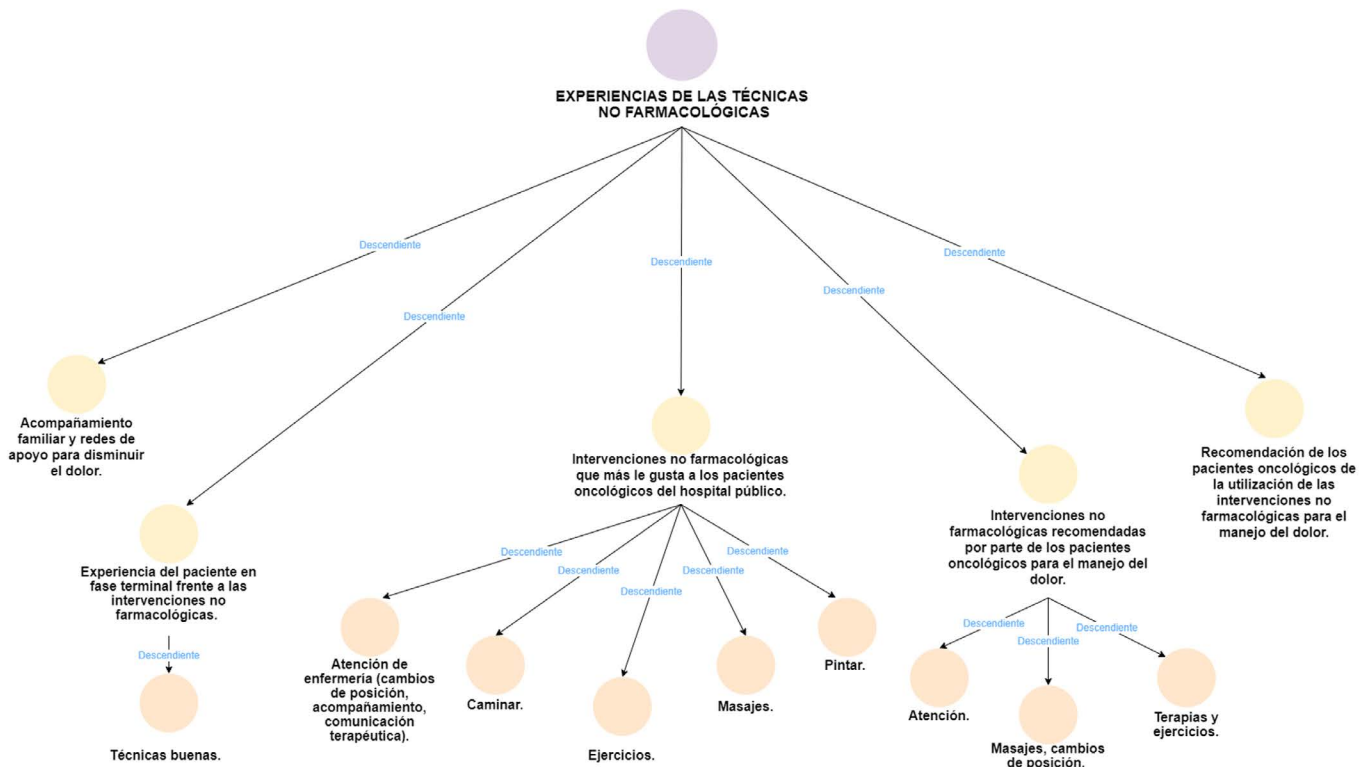 EXPERIENCIAS DE LAS TÉCNICAS
NO FARMACOLÓGICAS
Descendiente
Descendiente
Descendiente
Descendiente
Descendiente
Acompañamiento
familiar y redes de
apoyo para disminuir
el dolor.
Experiencia del paciente en
fase terminal frente a las
intervenciones no
farmacológicas.
Descendiente
Técnicas buenas.
Intervenciones no farmacológicas
que más le gusta a los pacientes
oncológicos del hospital público.
Descendiente
Descendiente
Descendiente
Descendiente
Descendiente
Atención de
enfermería (cambios
de posición,
acompañamiento,
comunicación
terapéutica).
Caminar.
Ejercicios.
Masajes.
Pintar.
Intervenciones no
farmacológicas recomendadas
por parte de los pacientes
oncológicos para el manejo del
dolor.
Descendiente
Descendiente
Descendiente
Atención.
Masajes, cambios
de posición.
Terapias y
ejercicios.
Recomendación de los
pacientes oncológicos de
la utilización de las
intervenciones no
farmacológicas para el
manejo del dolor.